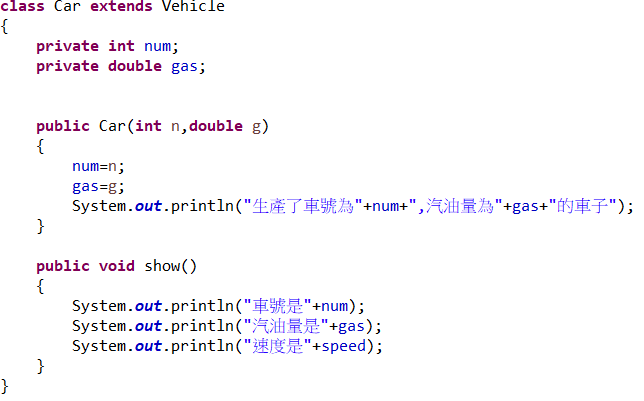 class Car extends Vehicle
{
    private int num;
    private double gas;
    public Car(int n,double g)
    {
        num=n;
        gas=g;
        System.out.println("生產了車號為"+num+",汽油量為"+gas+"的車子");
    }
    public void show()
    {
        System.out.println("車號是"+num);
        System.out.println("汽油量是"+gas);
        System.out.println("速度是"+speed);
    }
}